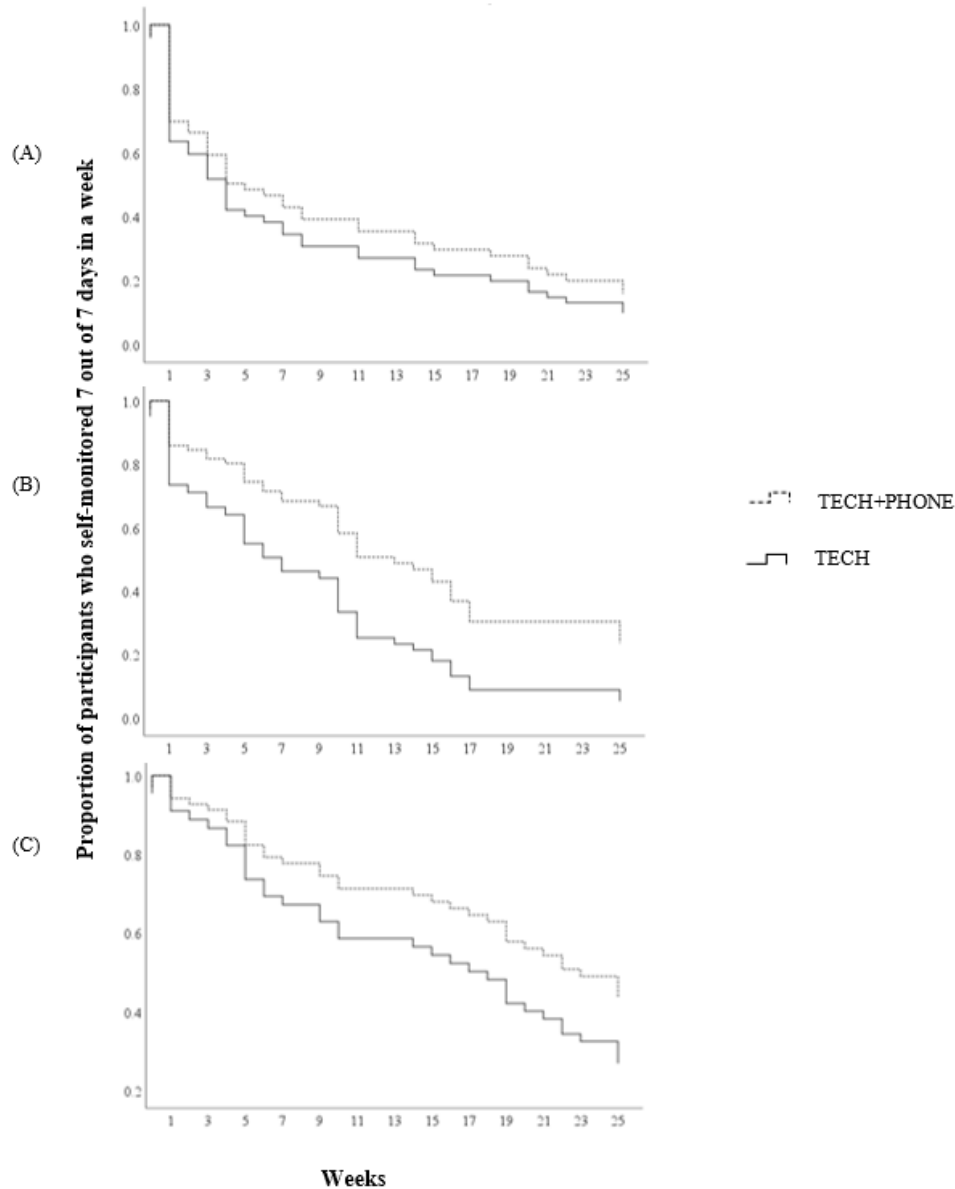 Proportion of participants who self-monitored 7 out of 7 days in a week
(A)
1.0
0.8
0.6
0.4
0.2
0.0
1 3 5 7 9 11 13 15 17 19 21 23 25
(B)
1.0
0.8
0.6
0.4
0.2
0.0
1 3 5 7 9 11 13 15 17 19 21 23 25
(C)
1.0
0.8
0.6
0.4
0.2
1 3 5 7 9 11 13 15 17 19 21 23 25
Weeks
TECH+PHONE
TECH